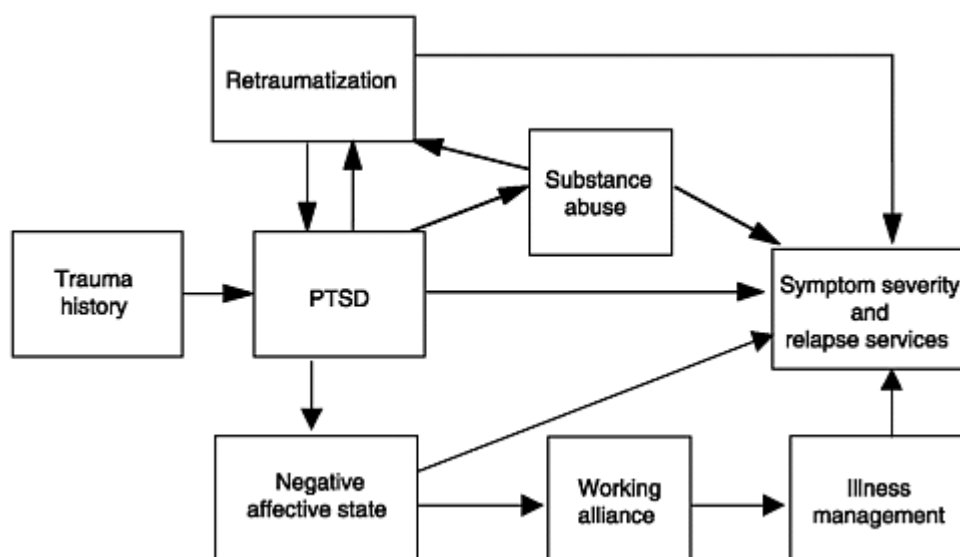 Retraumatization
Substance
abuse
Trauma
history
PTSD
Symptom severity
and
relapse services
Negative
affective state
Working
alliance
Illness
management